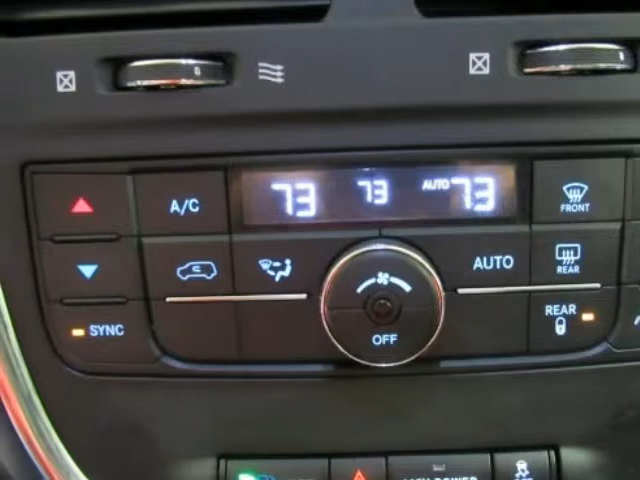 73 73 AUTO 73
A/C
FRONT
AUTO
REAR
SYNC
OFF
REAR